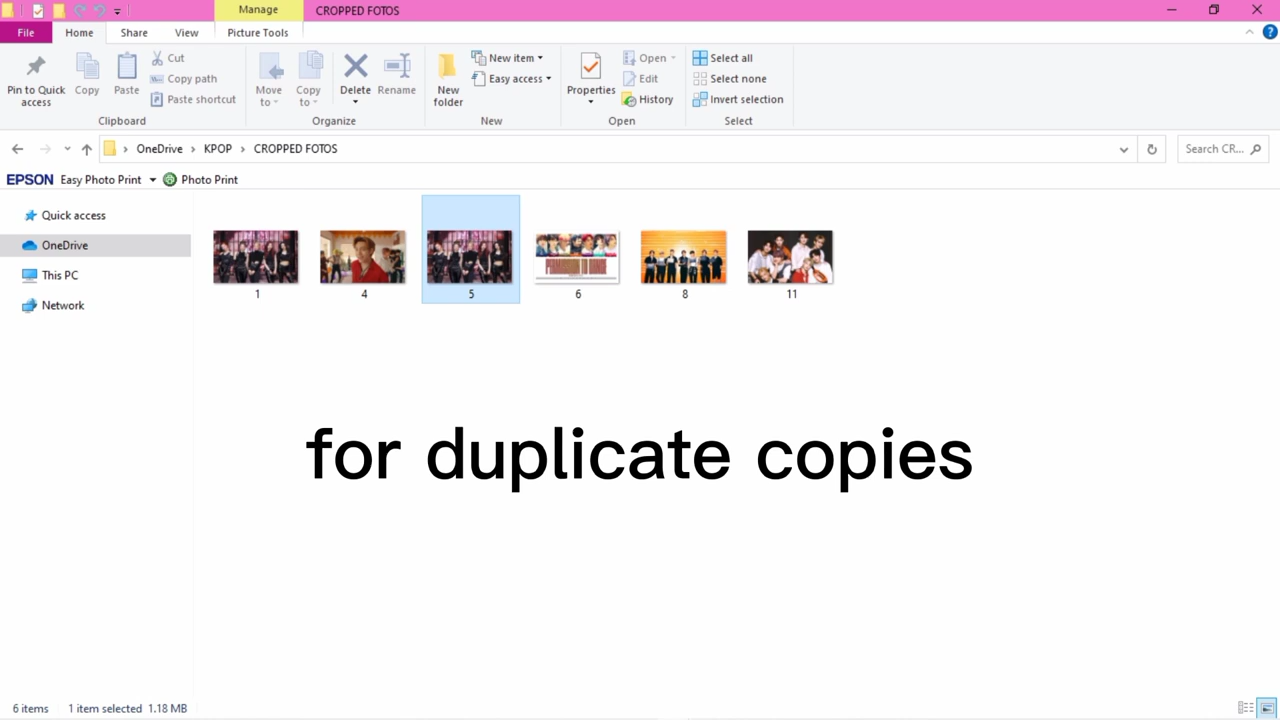 Manage
CROPPED FOTOS
File
Home
Share
View
Picture Tools
Pin to Quick access
Copy
Paste
Cut
Copy path
Paste shortcut
Clipboard
Move to
Copy to
Delete
Rename
Organize
New folder
New item
Easy access
New
Properties
Open
Edit
History
Open
Select all
Select none
Invert selection
Select
OneDrive > KPOP > CROPPED FOTOS
Search CR...
EPSON Easy Photo Print Photo Print
Quick access
OneDrive
This PC
Network
PERMISSION TO DANCE
1
4
5
6
8
11
for duplicate copies
6 items 1 item selected 1.18 MB